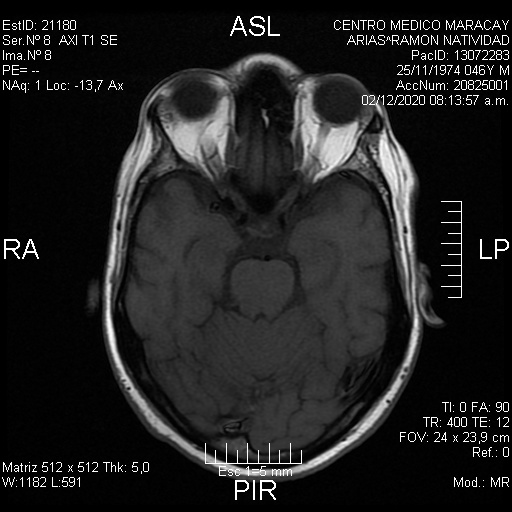 EstID: 21180
Ser.Nº 8 AXI T1 SE
Ima.Nº 8
PE= --
NAq: 1 Loc: -13,7 Ax
ASL
CENTRO MEDICO MARACAY
ARIAS^RAMON NATIVIDAD
PacID: 13072283
25/11/1974 046Y M
AccNum: 20825001
02/12/2020 08:13:57 a.m.
RA
LP
TI: 0 FA: 90
TR: 400 TE: 12
FOV: 24 x 23,9 cm
Ref.: 0
Mod.: MR
Matriz 512 x 512 Thk: 5,0
W:1182 L:591
Esc 1=5 mm
PIR